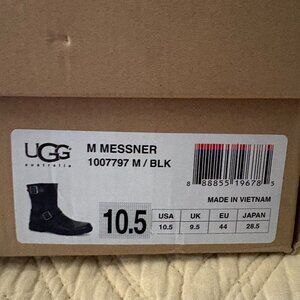 UGG
australia
M MESSNER
1007797 M / BLK
8 88855 19678 5
MADE IN VIETNAM
10.5
USA UK EU JAPAN
10.5 9.5 44 28.5